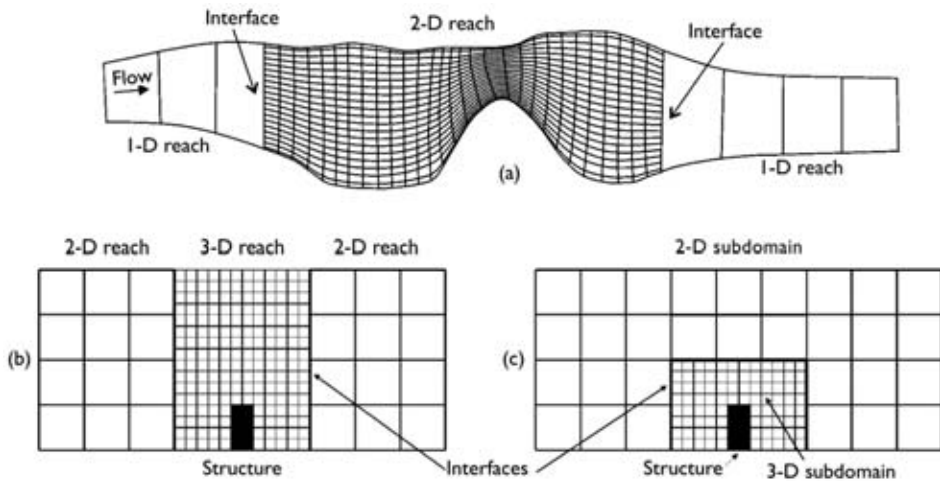 2-D reach
Interface
Interface
Flow
1-D reach
(a)
1-D reach
2-D reach
3-D reach
2-D reach
2-D subdomain
(b)
(c)
Structure
Interfaces
Structure
3-D subdomain